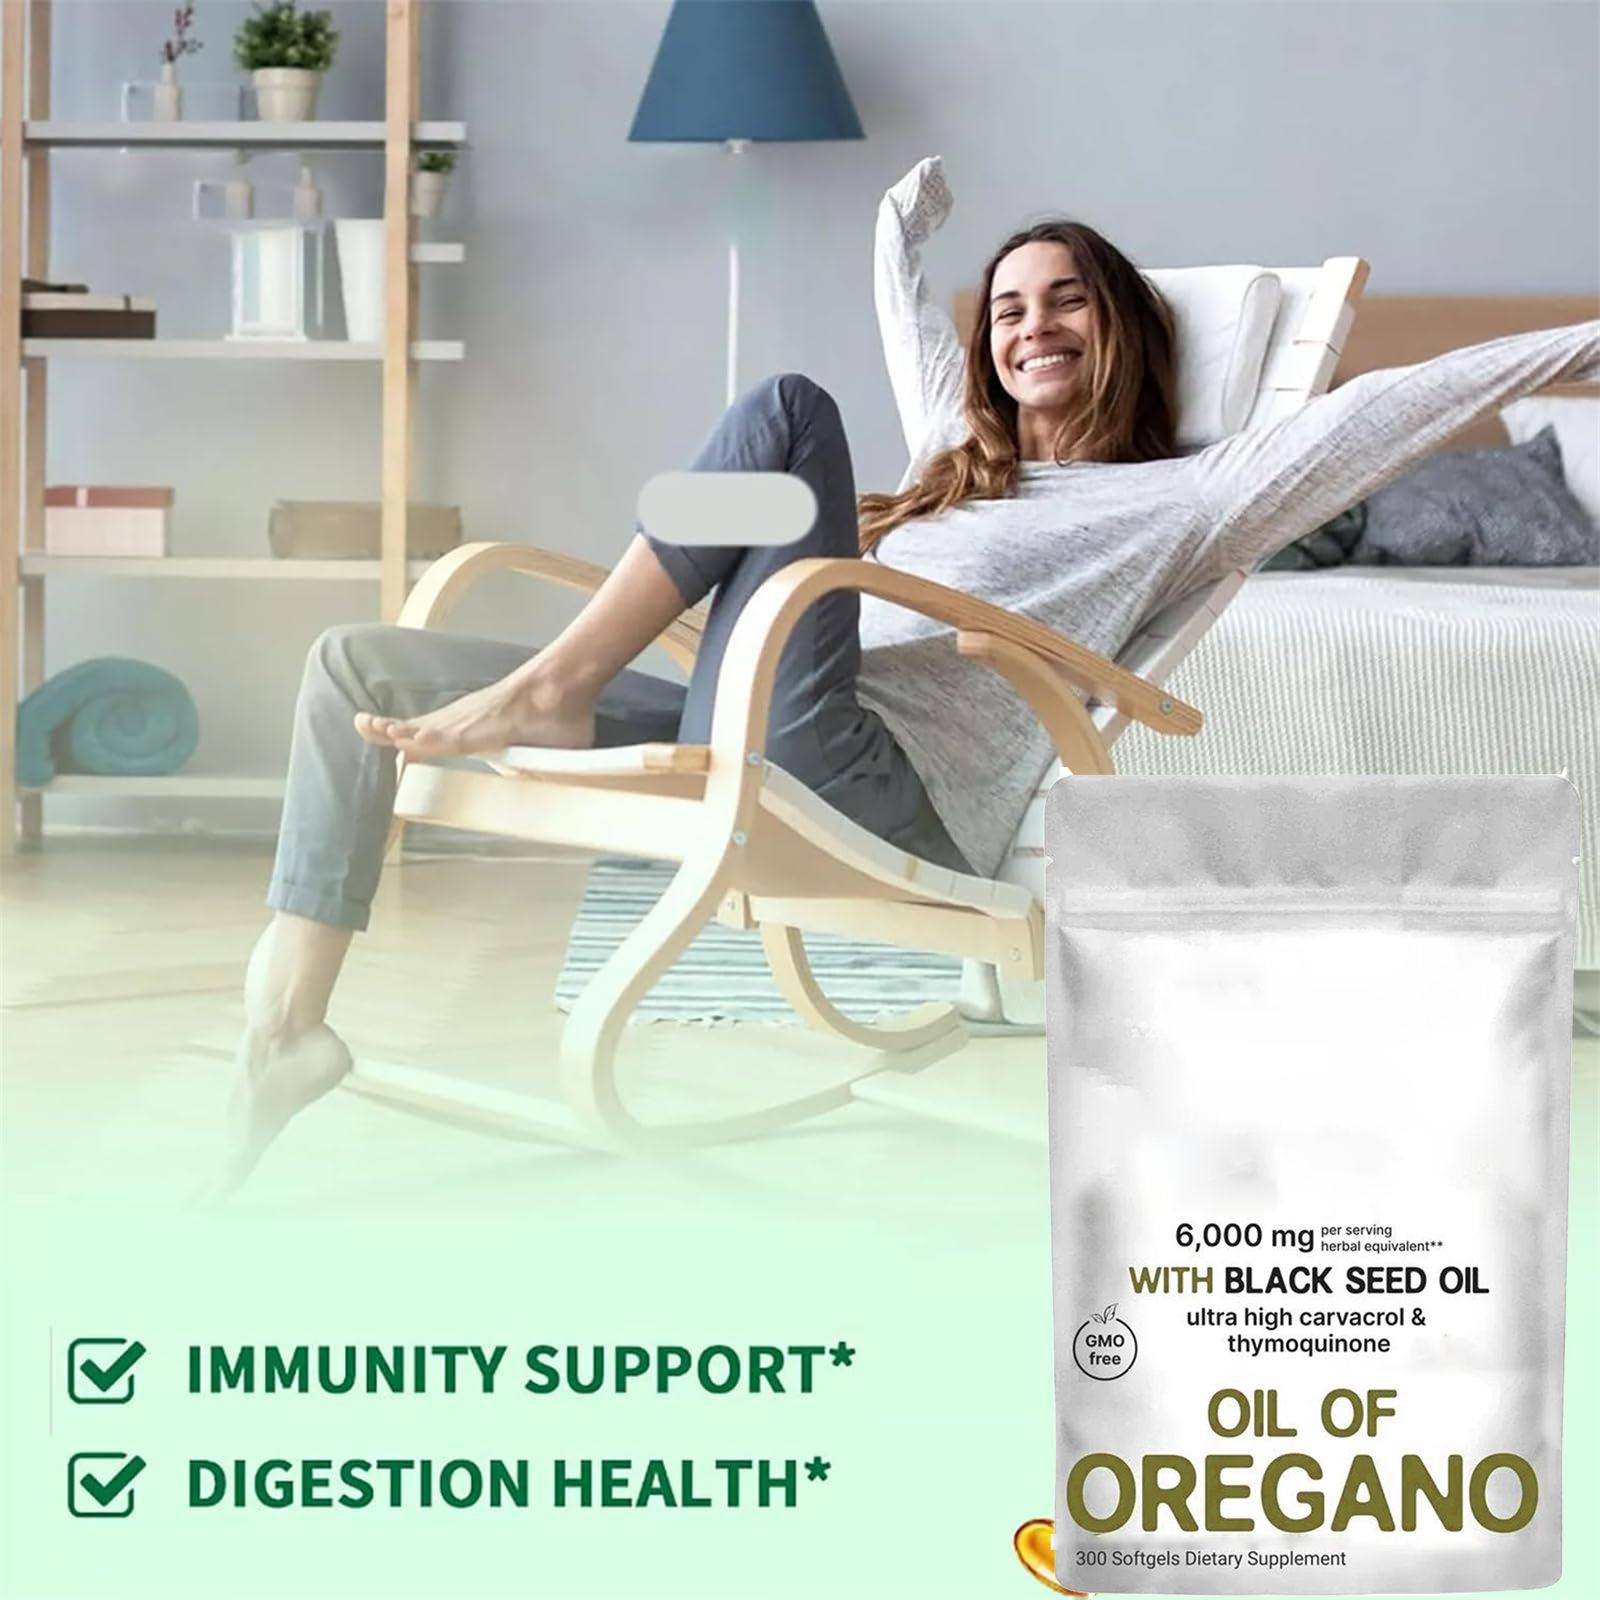 IMMUNITY SUPPORT*
DIGESTION HEALTH*
6,000 mg per serving
herbal equivalent**
WITH BLACK SEED OIL
ultra high carvacrol &
thymoquinone
GMO
free
OIL OF
OREGANO
300 Softgels Dietary Supplement